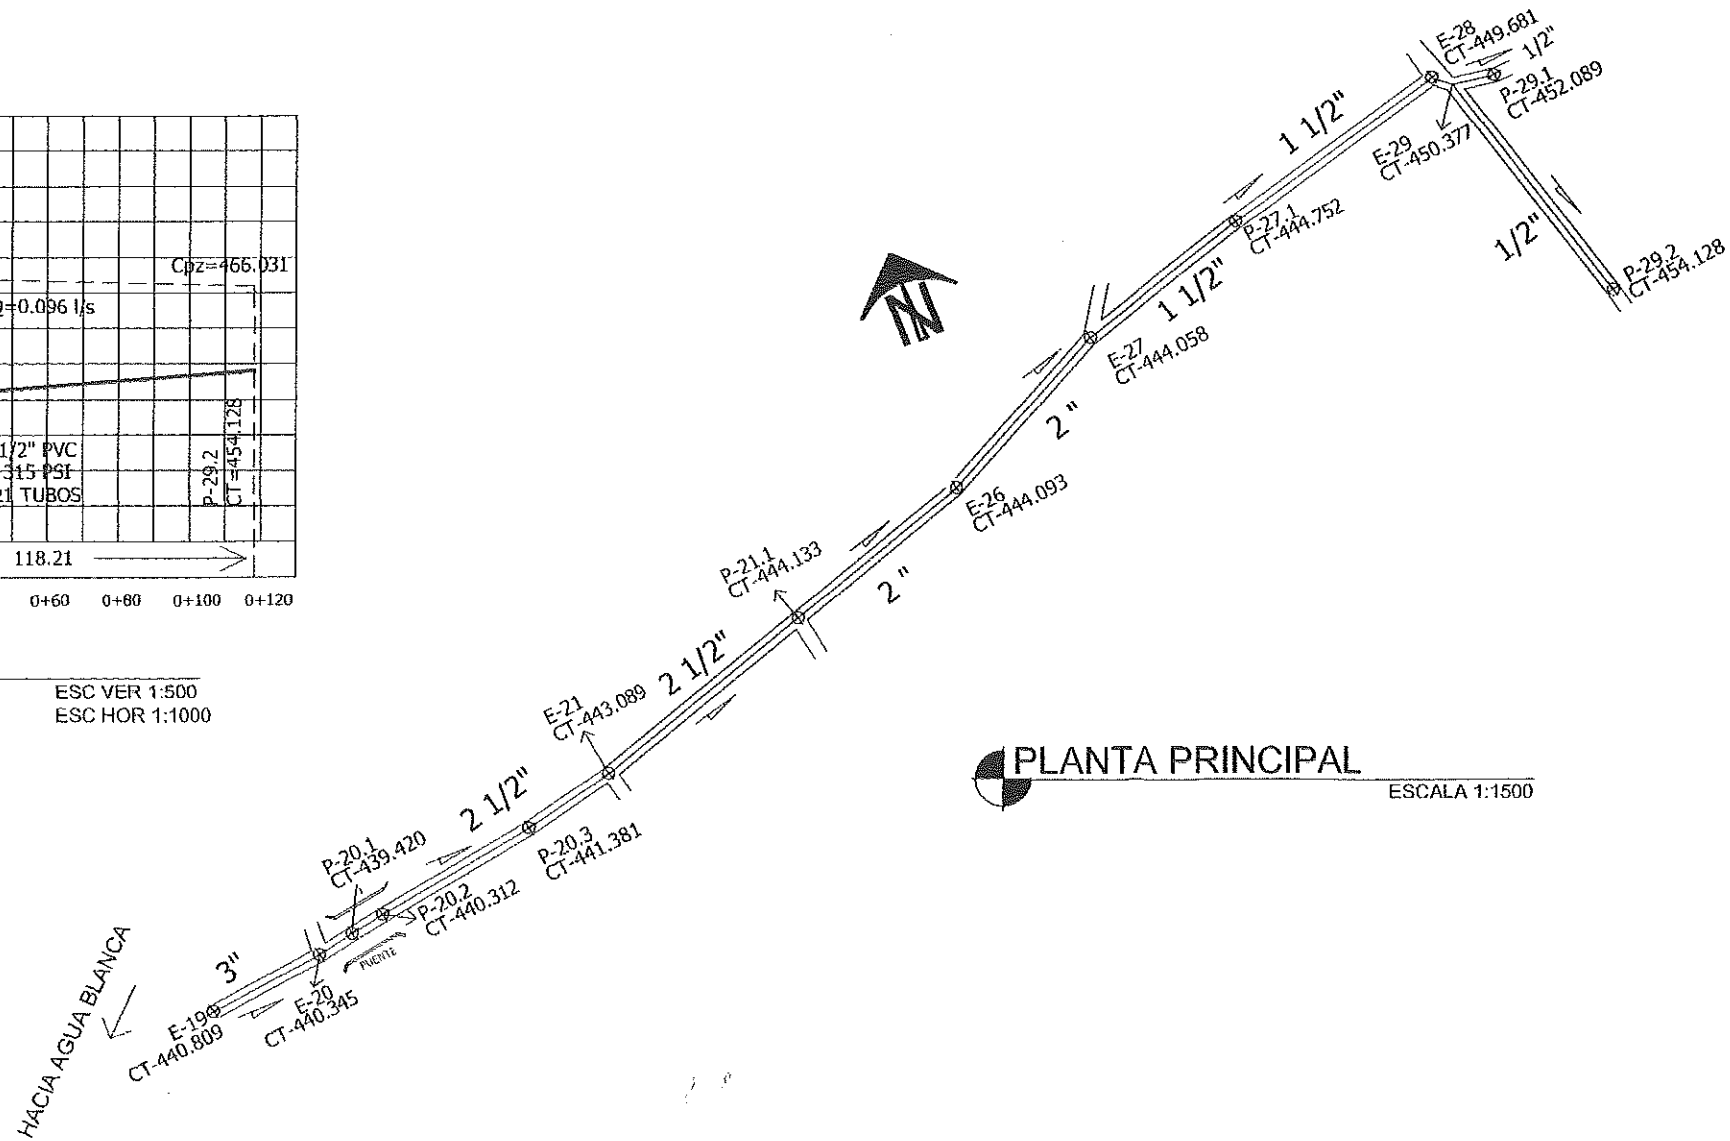 Cpz=466.031
=0.096 l/s
1/2" PVC
315 PSI
21 TUBOS
P-29.2
CT=454.128
118.21
0+60 0+80 0+100 0+120
ESC VER 1:500
ESC HOR 1:1000
E-28
CT-449.681
1/2"
P-29.1
CT-452.089
E-29
CT-450.377
1 1/2"
P-27.1
CT-444.752
1/2"
P-29.2
CT-454.128
N
1 1/2"
E-27
CT-444.058
2 "
E-26
CT-444.093
2 "
P-21.1
CT-444.133
2 1/2"
E-21
CT-443.089
2 1/2"
P-20.3
CT-441.381
P-20.1
CT-439.420
P-20.2
CT-440.312
PUENTE
3"
E-20
CT-440.345
E-19
CT-440.809
HACIA AGUA BLANCA
PLANTA PRINCIPAL
ESCALA 1:1500